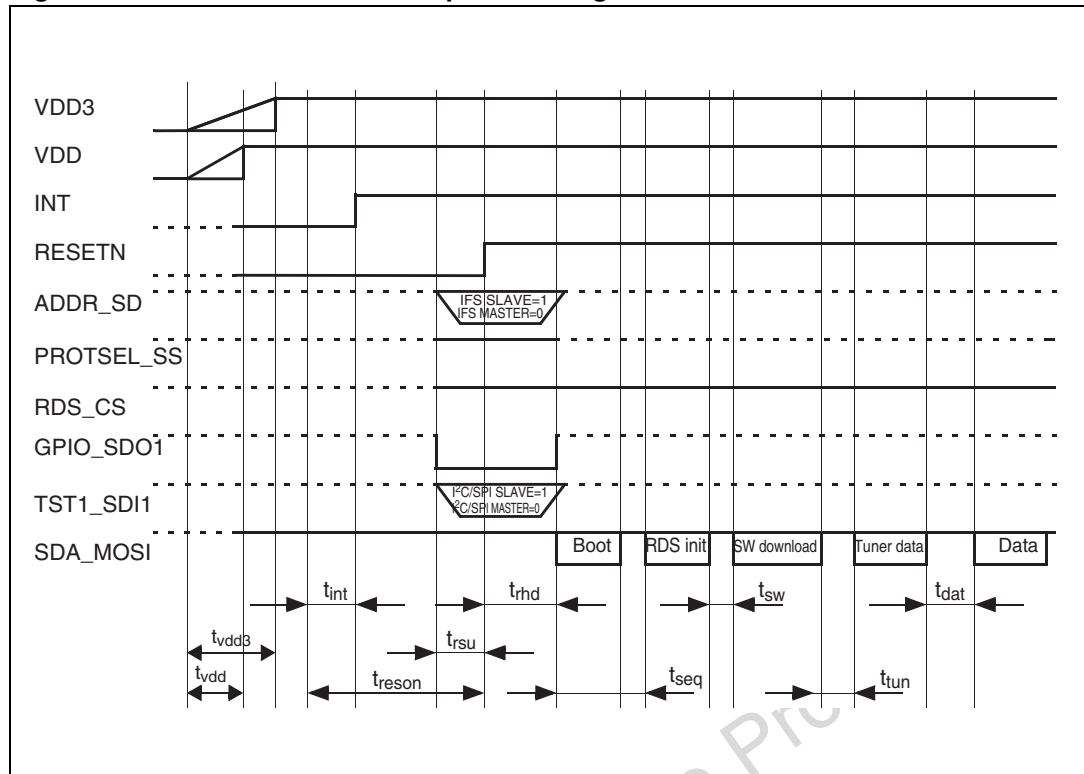 VDD3
VDD
INT
RESETN
ADDR_SD
IFS SLAVE=1
IFS MASTER=0
PROTSEL_SS
RDS_CS
GPIO_SDO1
TST1_SDI1
I²C/SPI SLAVE=1
I²C/SPI MASTER=0
SDA_MOSI
Boot
RDS init
SW download
Tuner data
Data
tint
trhd
tsw
tdat
tvdd3
trsu
tvdd
treson
tseq
ttun